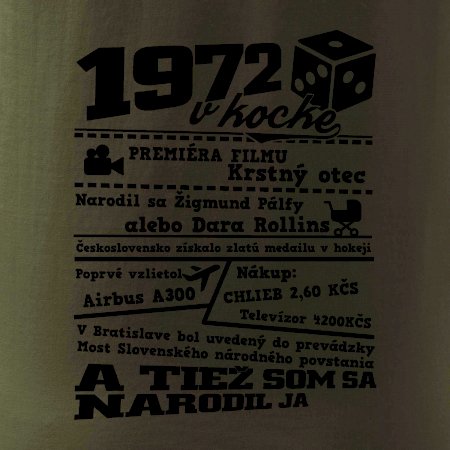 1972
v kocke
PREMIÉRA FILMU
Krstný otec
Narodil sa Žigmund Pálfy
alebo Dara Rollins
Československo získalo zlatú medailu v hokeji
Poprvé vzlietol
Airbus A300
Nákup:
CHLIEB 2,60 KČS
Televízor 4200KČS
V Bratislave bol uvedený do prevádzky
Most Slovenského národného povstania
A TIEŽ SOM SA
NARODIL JA